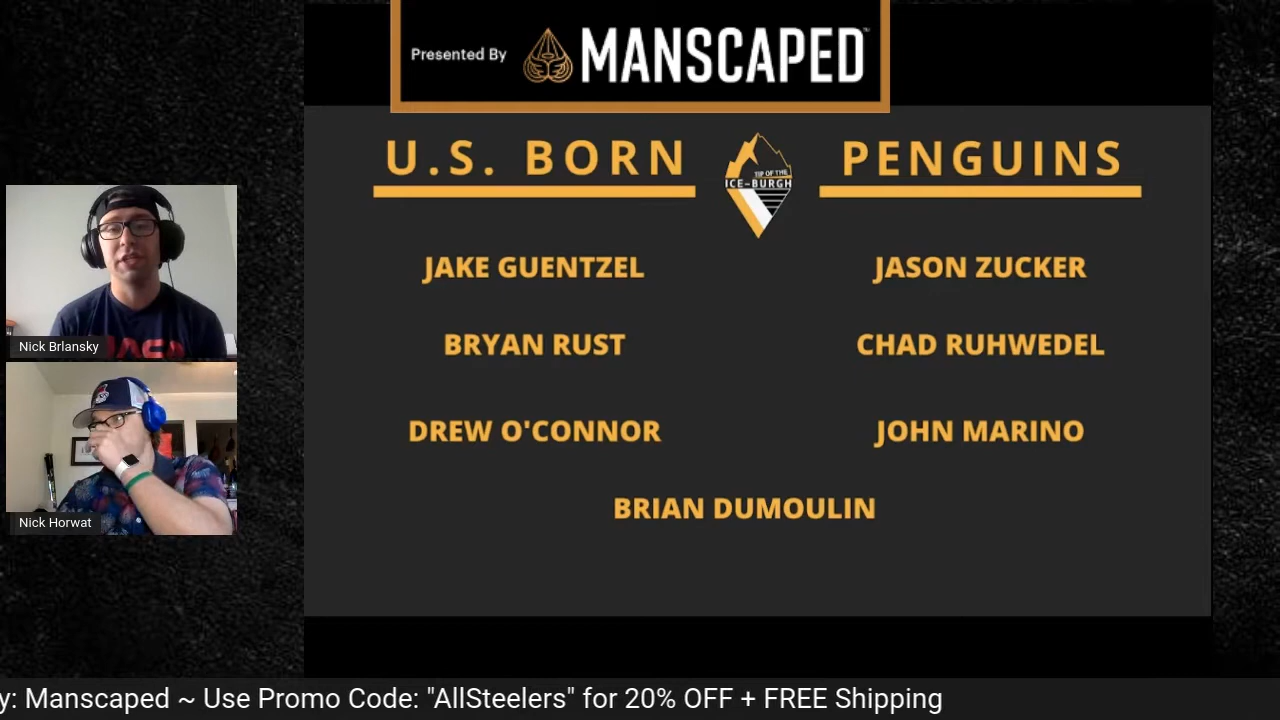 Presented By MANSCAPED
U.S. BORN
TIP OF THE
ICE-BURGH
PENGUINS
JAKE GUENTZEL
JASON ZUCKER
BRYAN RUST
CHAD RUHWEDEL
DREW O'CONNOR
JOHN MARINO
BRIAN DUMOULIN
Nick Brlansky
Nick Horwat
y: Manscaped ~ Use Promo Code: "AllSteelers" for 20% OFF + FREE Shipping